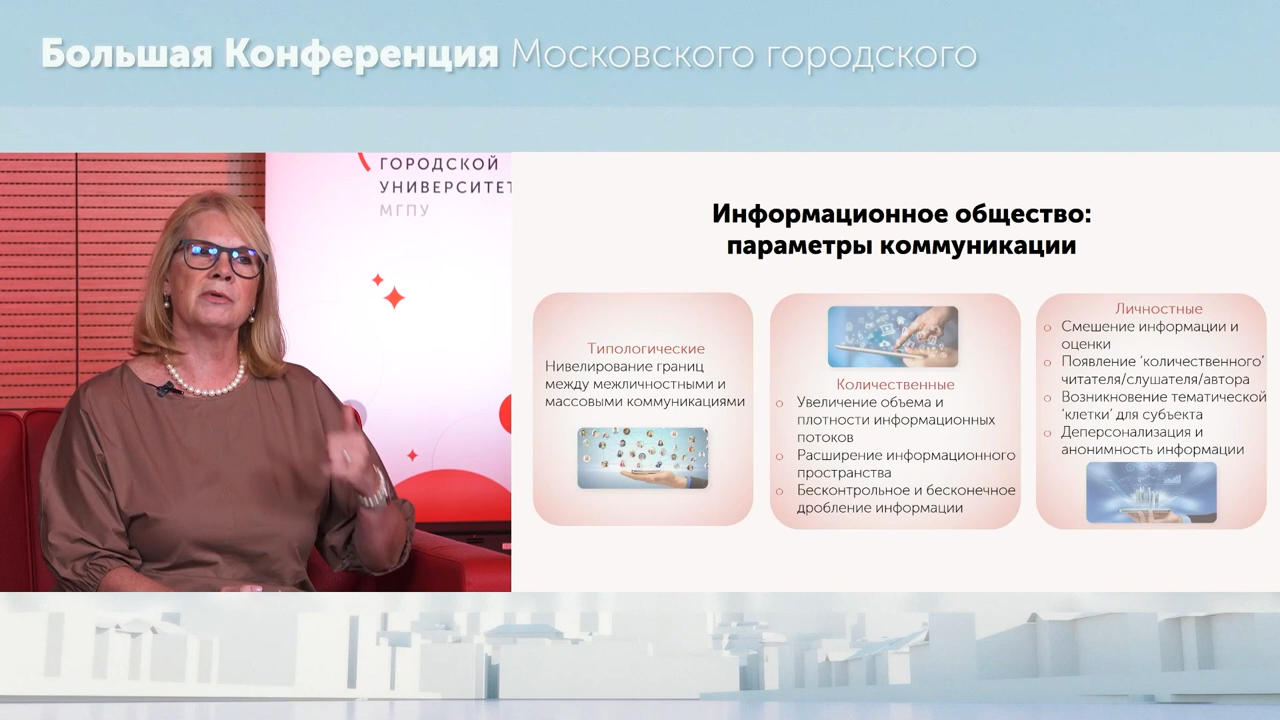 Большая Конференция Московского городского
ГОРОДСКОЙ
УНИВЕРСИТЕТ
МГПУ
Информационное общество:
параметры коммуникации
Типологические
Нивелирование границ
между межличностными и
массовыми коммуникациями
Количественные
○ Увеличение объема и
плотности информационных
потоков
○ Расширение информационного
пространства
○ Бесконтрольное и бесконечное
дробление информации
Личностные
○ Смешение информации и
оценки
○ Появление ‘количественного’
читателя/слушателя/автора
○ Возникновение тематической
‘клетки’ для субъекта
○ Деперсонализация и
анонимность информации